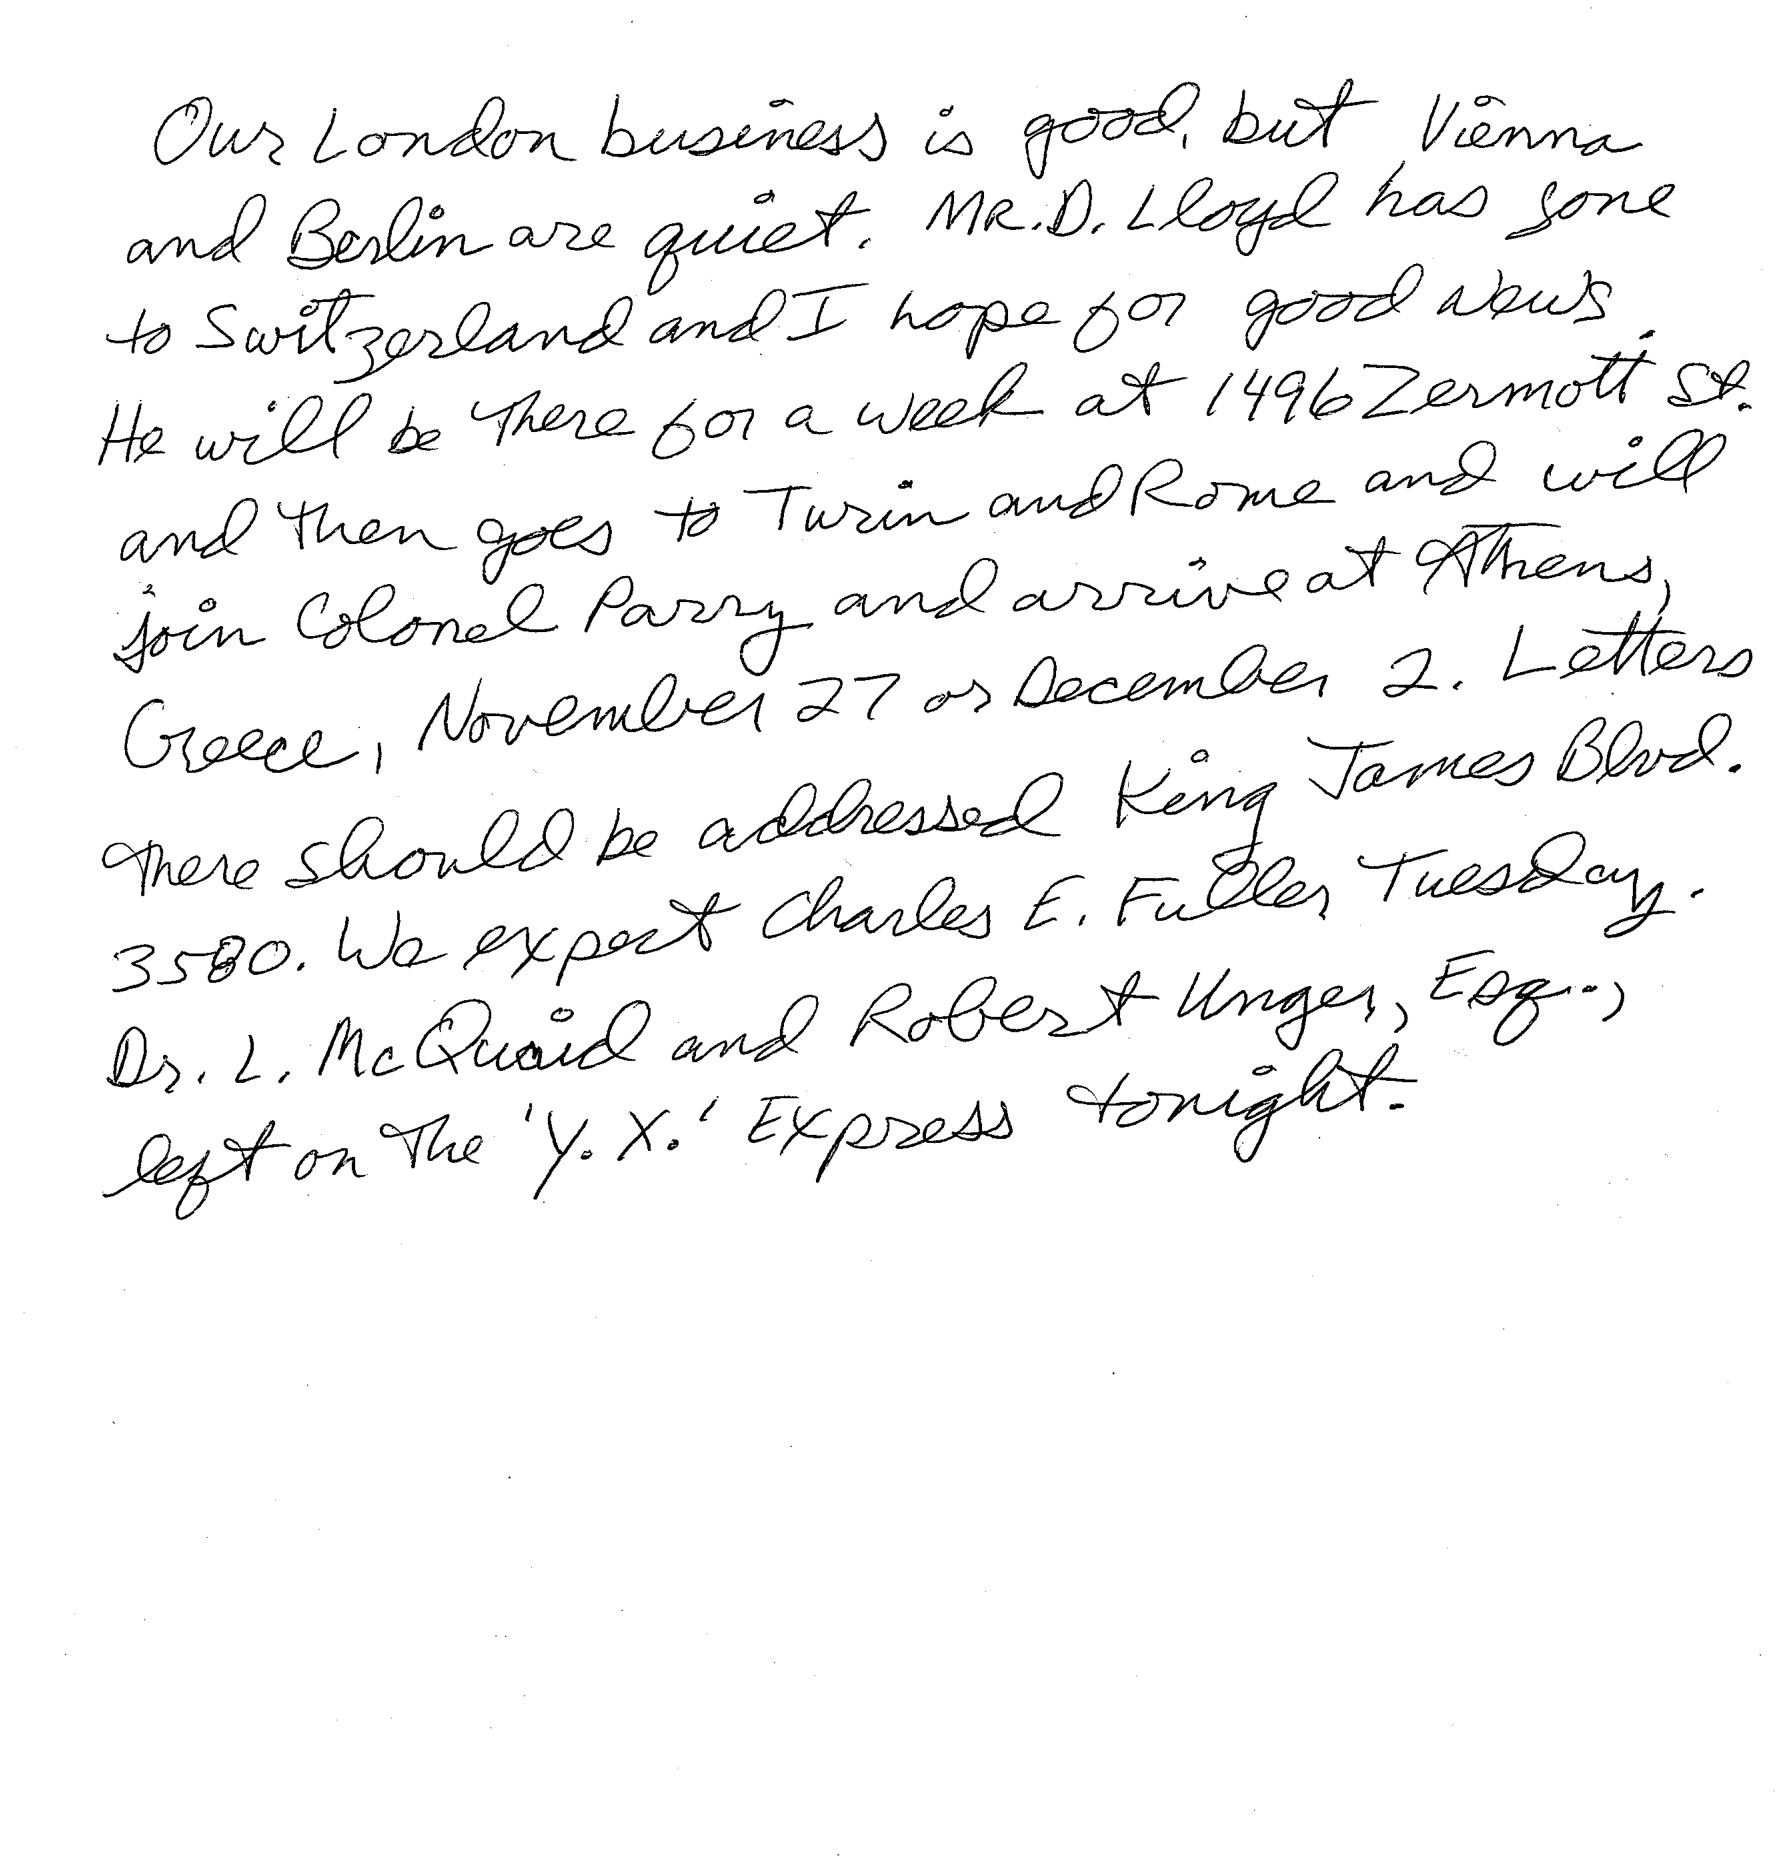 Our London business is good, but Vienna
and Berlin are quiet. Mr. D. Lloyd has gone
to Switzerland and I hope for good news.
He will be there for a week at 1496 Zermott St.
and then goes to Turin and Rome and will
join Colonel Parry and arrive at Athens,
Greece, November 27 or December 2. Letters
there should be addressed King James Blvd.
3580. We expect Charles E. Fuller Tuesday.
Dr. L. McQuaid and Robert Unger, Esq.,
left on the 'Y. X.' Express tonight.